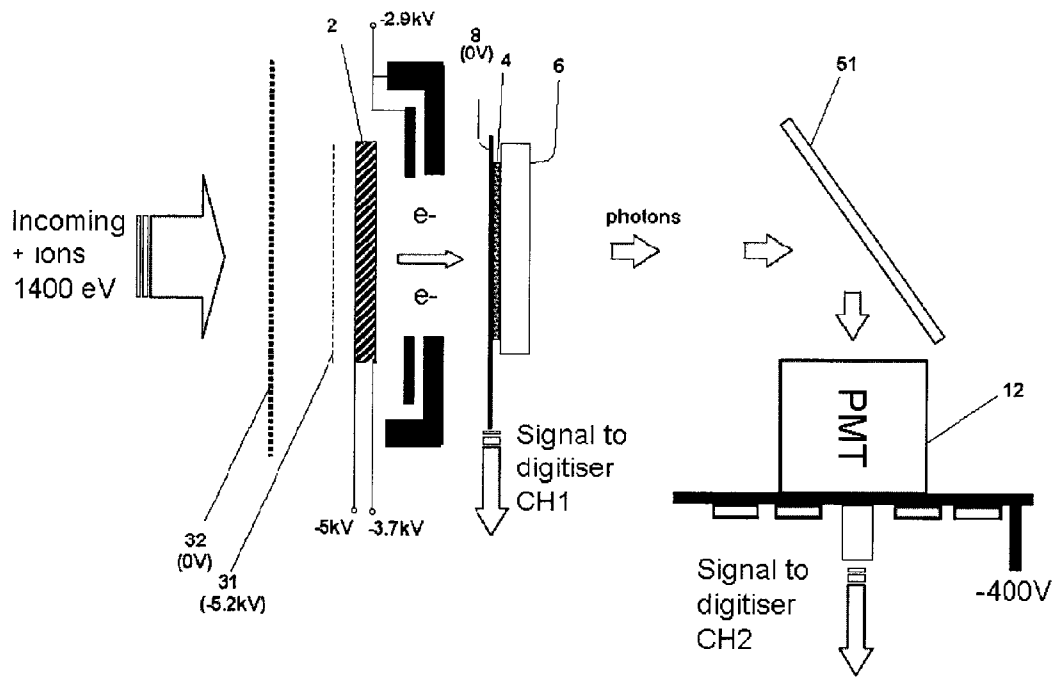 -2.9kV
2
8
(0V)
4
6
51
Incoming
+ ions
1400 eV
e-
e-
photons
PMT
12
Signal to
digitiser
CH1
-5kV
-3.7kV
32
(0V)
31
(-5.2kV)
Signal to
digitiser
CH2
-400V